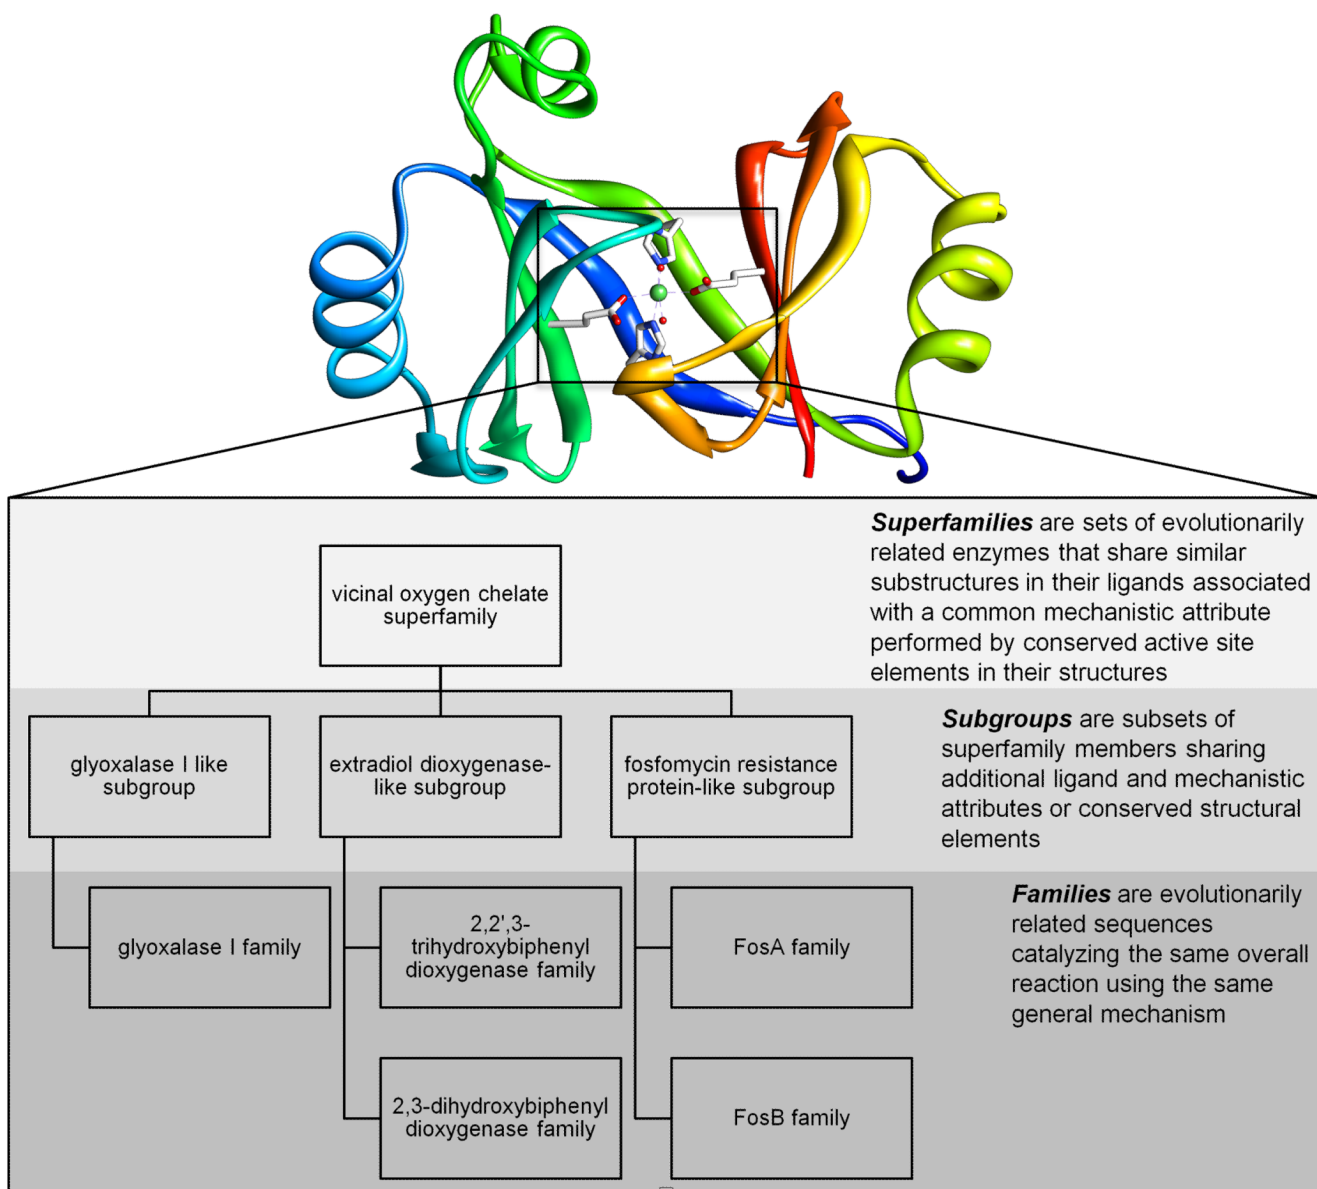 Superfamilies are sets of evolutionarily
related enzymes that share similar
substructures in their ligands associated
with a common mechanistic attribute
performed by conserved active site
elements in their structures
vicinal oxygen chelate
superfamily
Subgroups are subsets of
superfamily members sharing
additional ligand and mechanistic
attributes or conserved structural
elements
glyoxalase I like
subgroup
extradiol dioxygenase-
like subgroup
fosfomycin resistance
protein-like subgroup
Families are evolutionarily
related sequences
catalyzing the same overall
reaction using the same
general mechanism
glyoxalase I family
2,2',3-
trihydroxybiphenyl
dioxygenase family
FosA family
2,3-dihydroxybiphenyl
dioxygenase family
FosB family